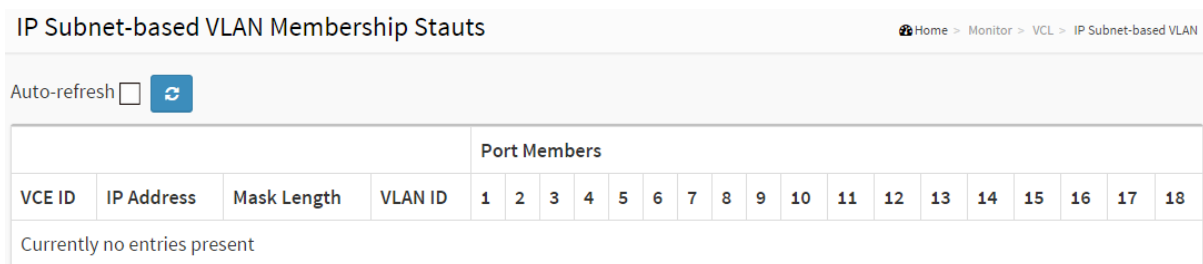 IP Subnet-based VLAN Membership Stauts
Home > Monitor > VCL > IP Subnet-based VLAN
Auto-refresh
Port Members
VCE ID IP Address Mask Length VLAN ID 1 2 3 4 5 6 7 8 9 10 11 12 13 14 15 16 17 18
Currently no entries present